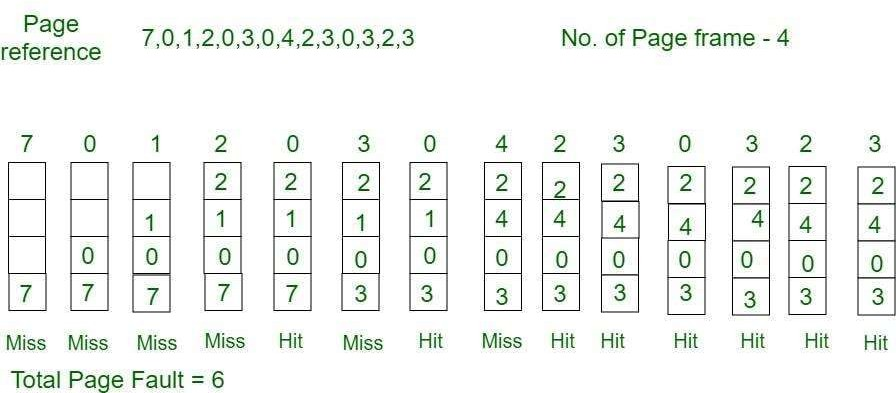 Page reference 7,0,1,2,0,3,0,4,2,3,0,3,2,3 No. of Page frame - 4
7 0 1 2 0 3 0 4 2 3 0 3 2 3
2 2 2 2 2 2 2 2 2 2 2
1 1 1 1 1 4 4 4 4 4 4 4
0 0 0 0 0 0 0 0 0 0 0 0 0
7 7 7 7 7 3 3 3 3 3 3 3 3 3
Miss Miss Miss Miss Hit Miss Hit Miss Hit Hit Hit Hit Hit Hit
Total Page Fault = 6